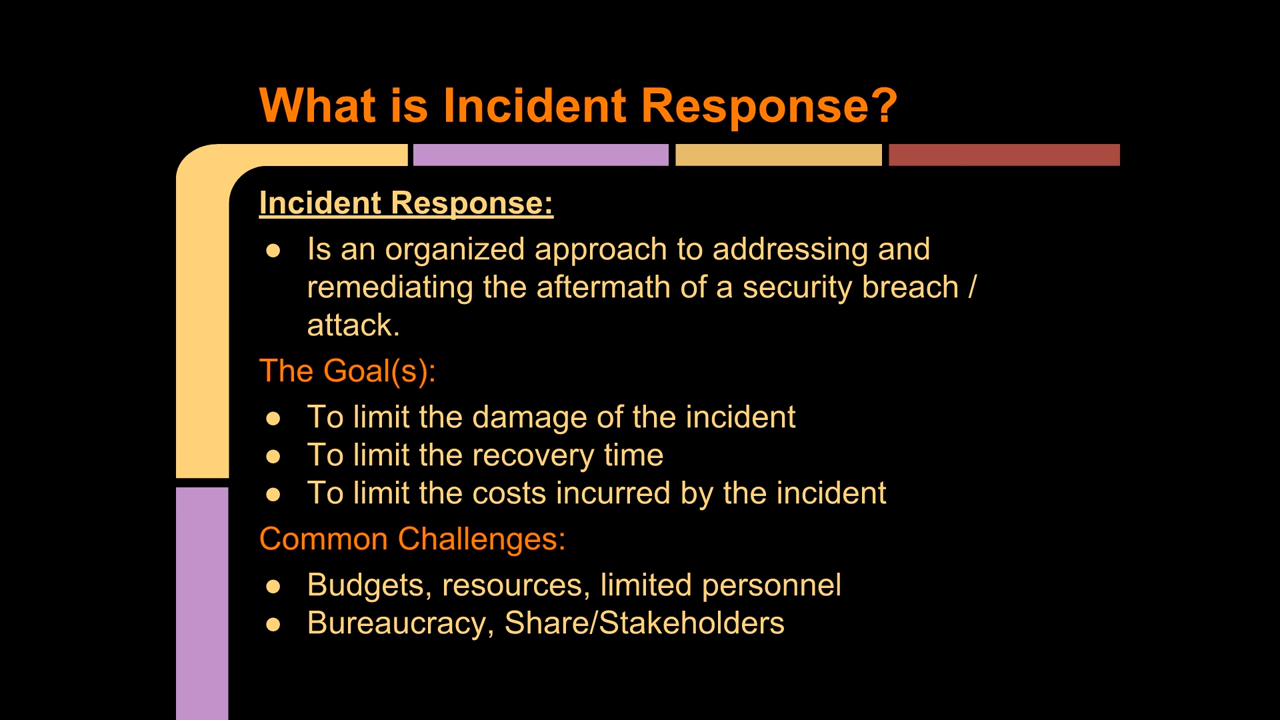 What is Incident Response?
Incident Response:
● Is an organized approach to addressing and
remediating the aftermath of a security breach /
attack.
The Goal(s):
● To limit the damage of the incident
● To limit the recovery time
● To limit the costs incurred by the incident
Common Challenges:
● Budgets, resources, limited personnel
● Bureaucracy, Share/Stakeholders